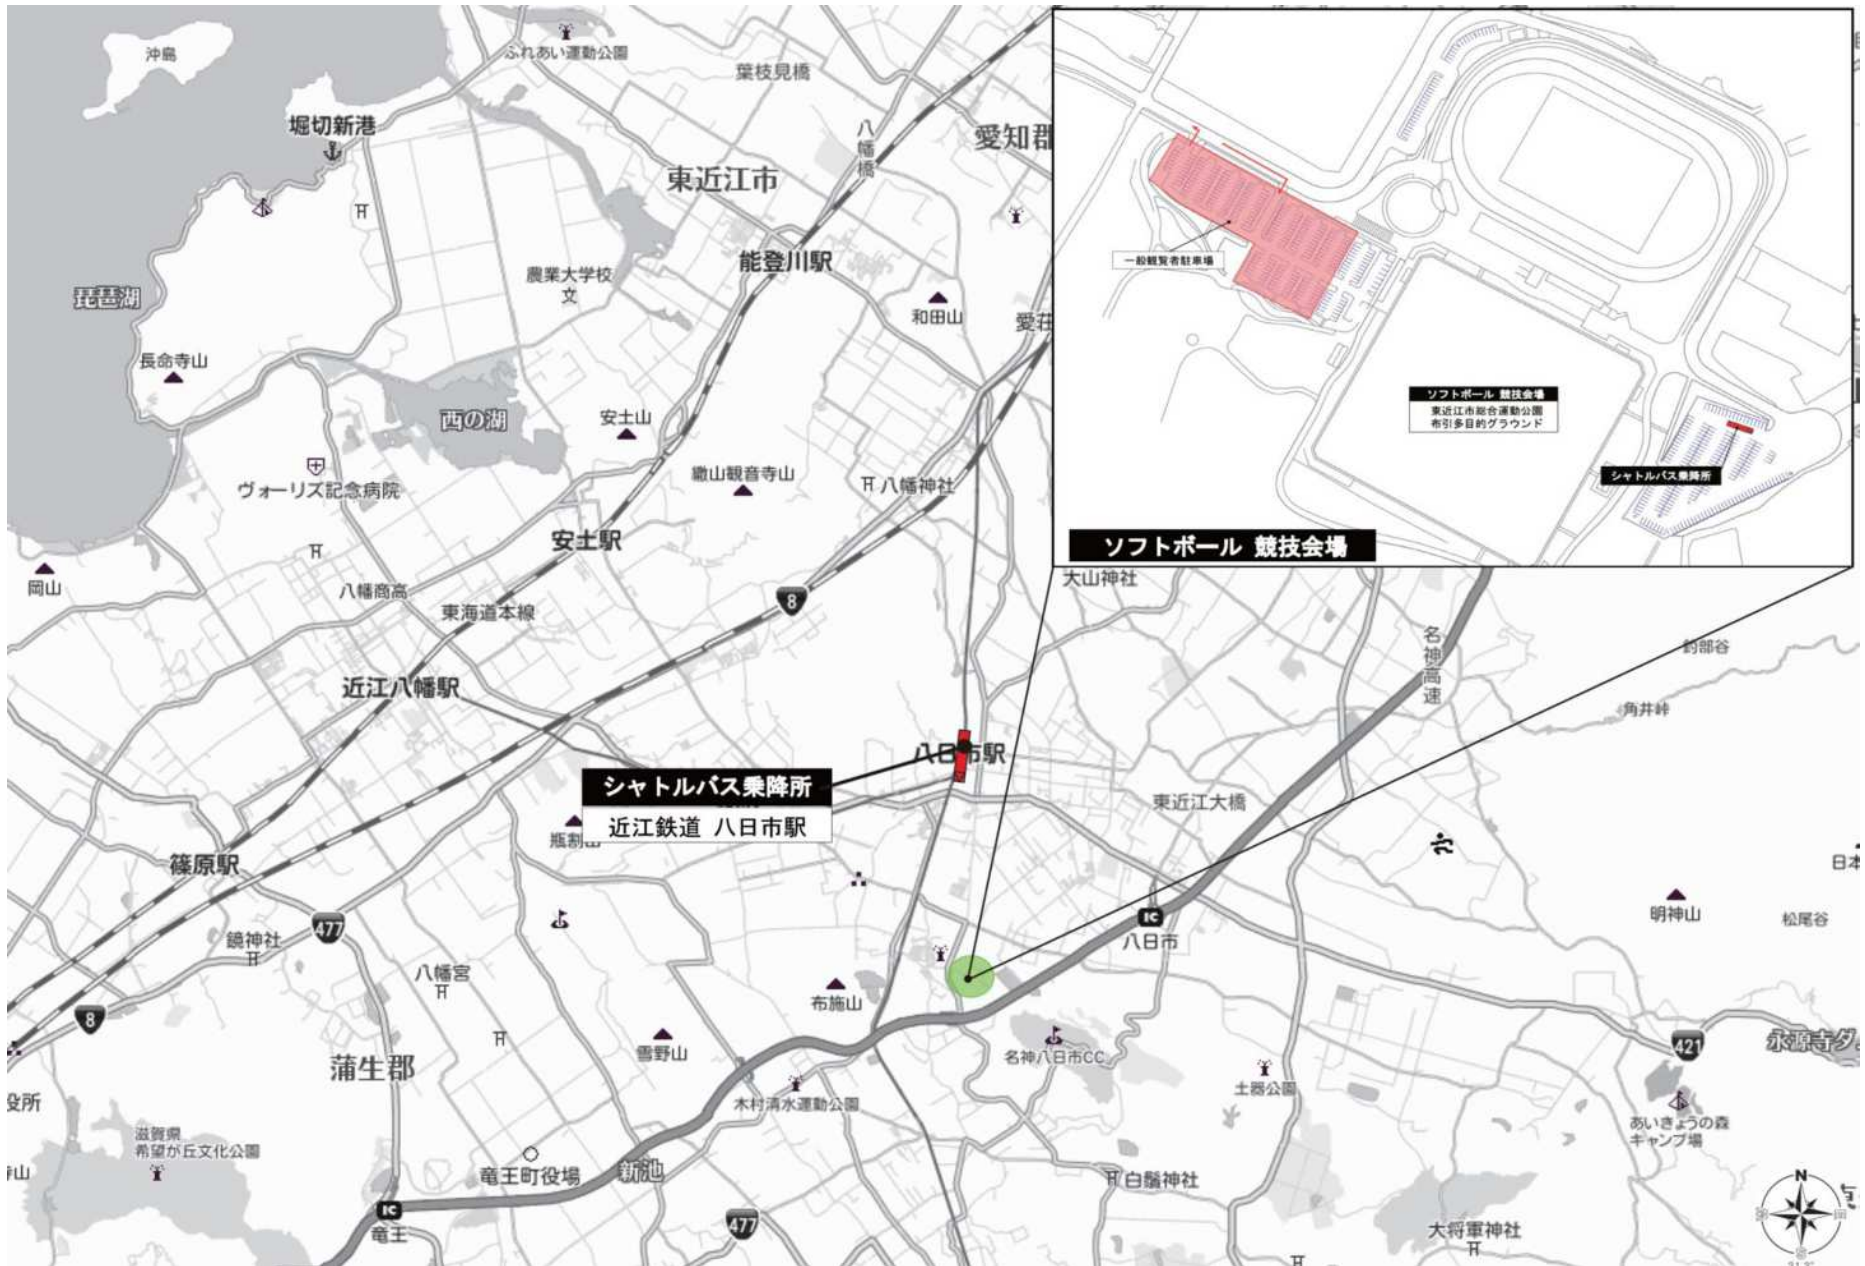 沖島
ふれあい運動公園
葉枝見橋
堀切新港
八幡橋
愛知郡
東近江市
能登川駅
農業大学校
文
和田山
琵琶湖
長命寺山
西の湖
安土山
繖山観音寺山
八幡神社
ヴォーリズ記念病院
安土駅
岡山
八幡商高
東海道本線
8
近江八幡駅
一般観覧者駐車場
ソフトボール 競技会場
東近江市総合運動公園
布引多目的グラウンド
シャトルバス乗降所
ソフトボール 競技会場
大山神社
名神高速
釣部谷
角井峠
八日市駅
シャトルバス乗降所
近江鉄道 八日市駅
東近江大橋
瓶割山
篠原駅
日本
明神山
松尾谷
477
鏡神社
IC
八日市
八幡宮
布施山
8
雪野山
名神八日市CC
421
永源寺ダ
蒲生郡
土器公園
役所
木村清水運動公園
あいきょうの森
キャンプ場
滋賀県
希望が丘文化公園
竜王町役場
新池
白鬚神社
N
IC
竜王
477
大将軍神社